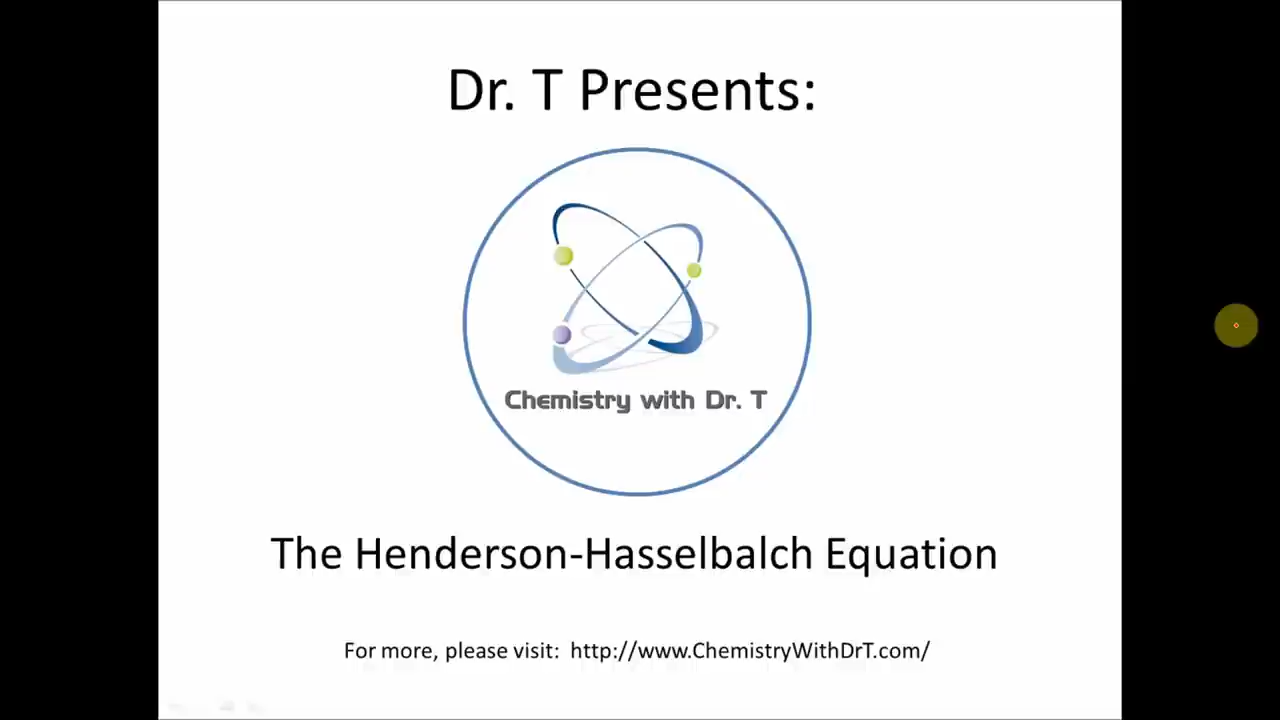 Dr. T Presents:
Chemistry with Dr. T
The Henderson-Hasselbalch Equation
For more, please visit:  http://www.ChemistryWithDrT.com/